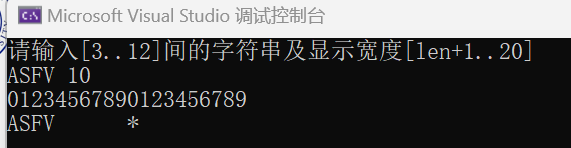 Microsoft Visual Studio 调试控制台
请输入[3..12]间的字符串及显示宽度[len+1..20]
ASFV 10
01234567890123456789
ASFV      *